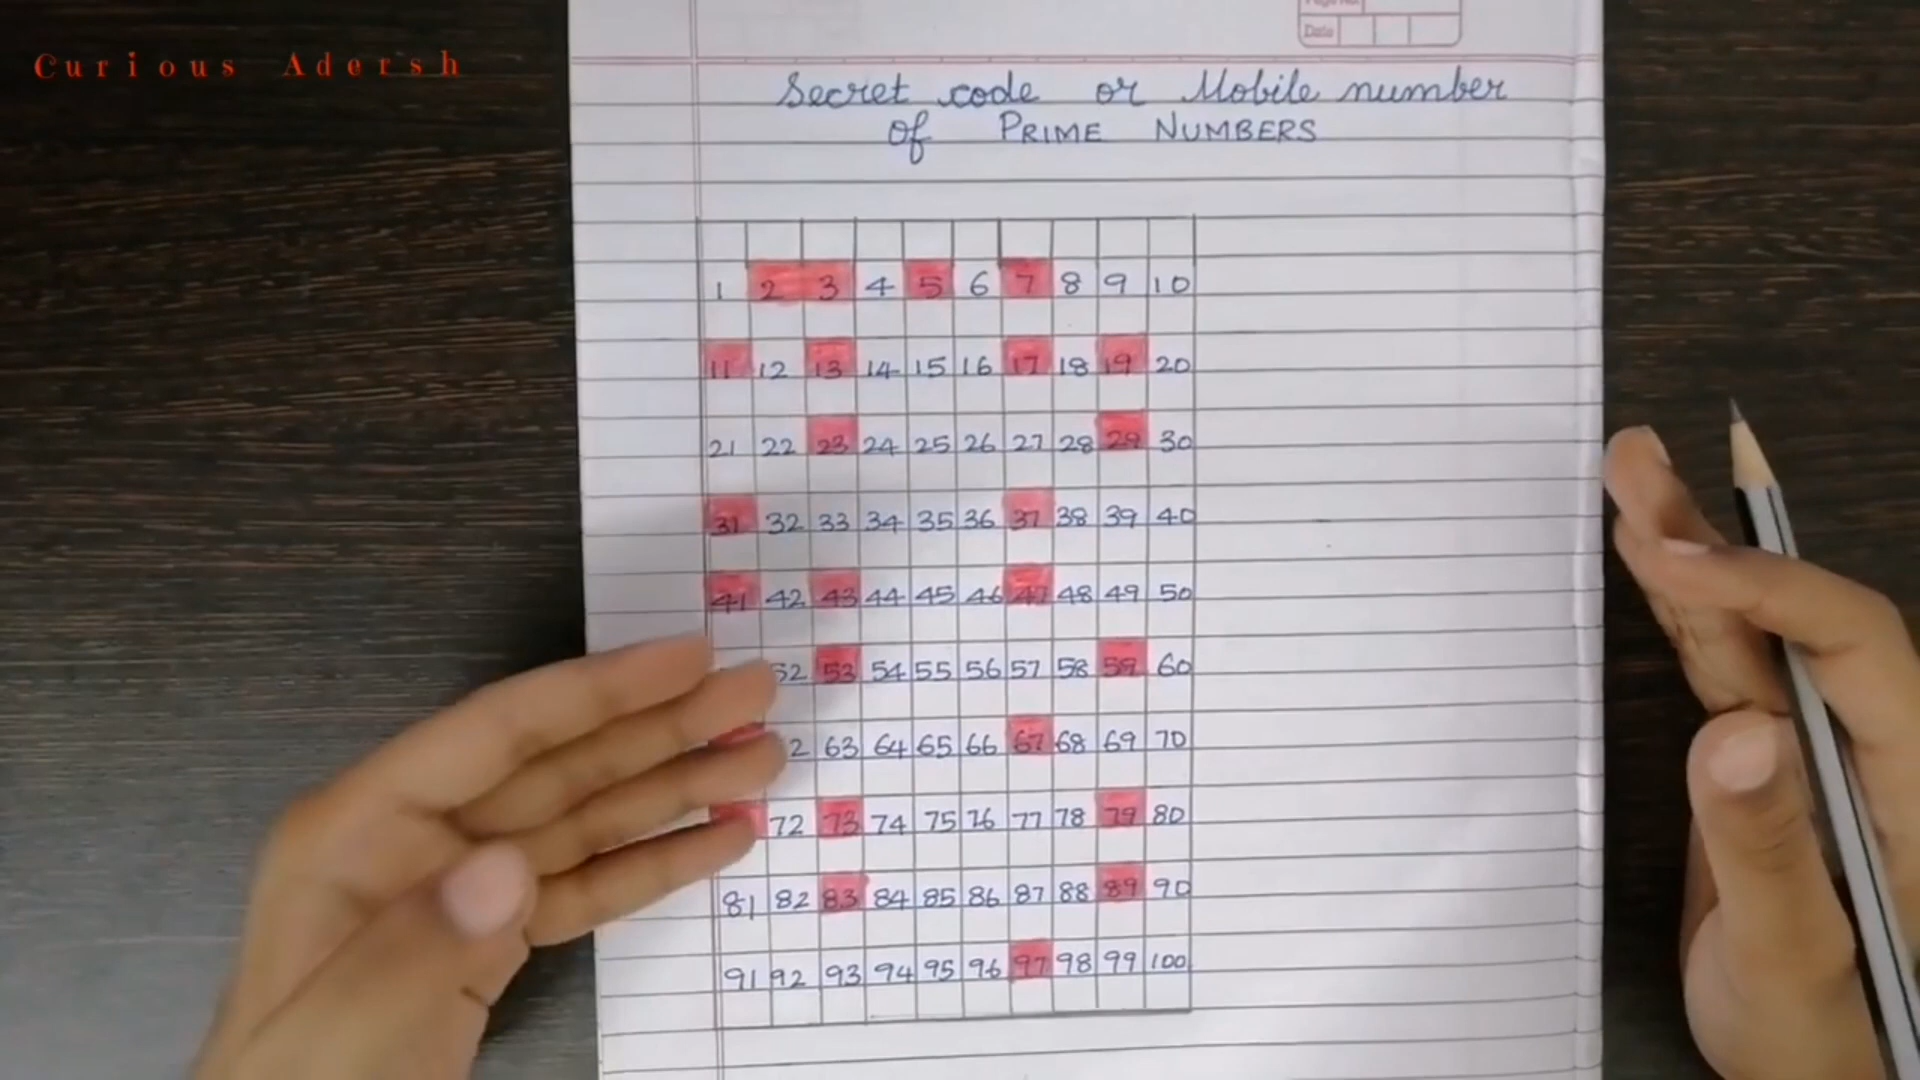 Curious Adersh
Date
Secret code or Mobile number
of PRIME NUMBERS
1 2 3 4 5 6 7 8 9 10
11 12 13 14 15 16 17 18 19 20
21 22 23 24 25 26 27 28 29 30
31 32 33 34 35 36 37 38 39 40
41 42 43 44 45 46 47 48 49 50
52 53 54 55 56 57 58 59 60
63 64 65 66 67 68 69 70
72 73 74 75 76 77 78 79 80
81 82 83 84 85 86 87 88 89 90
91 92 93 94 95 96 97 98 99 100